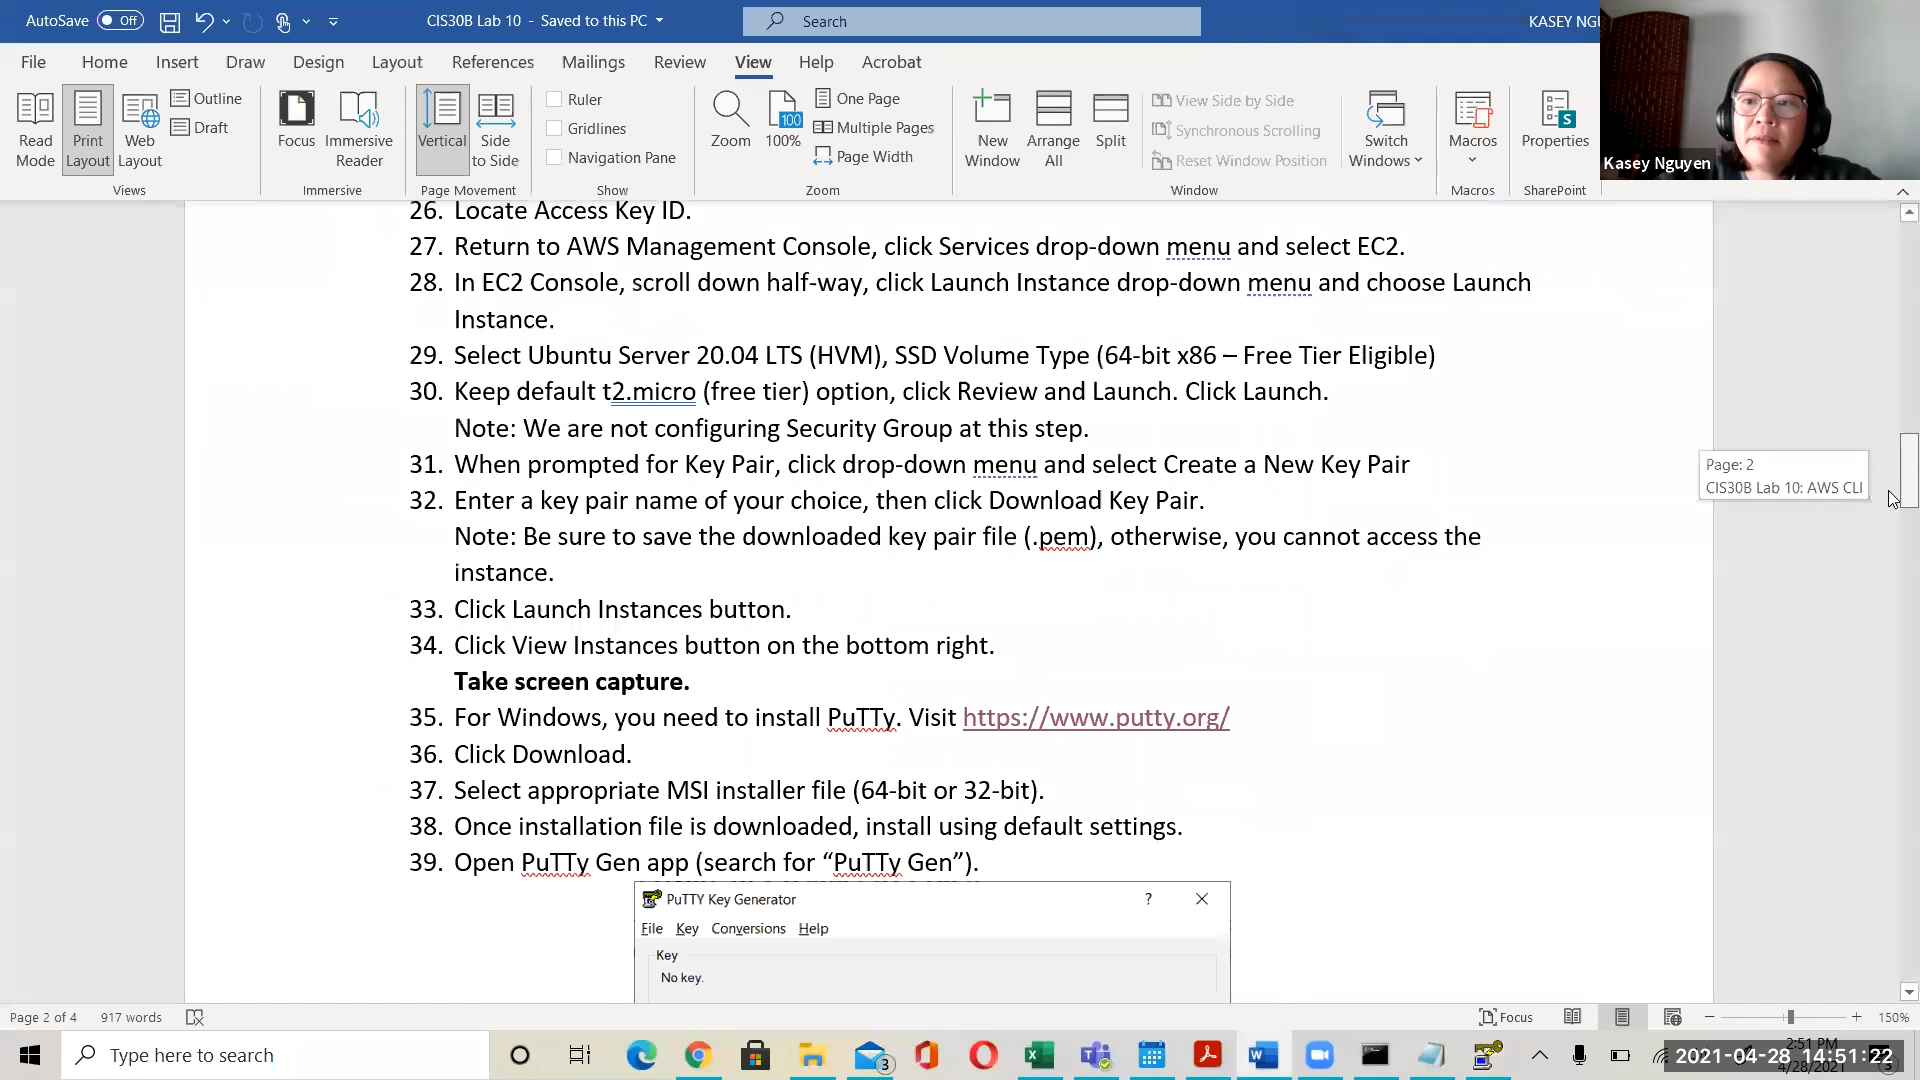 AutoSave Off CIS30B Lab 10 - Saved to this PC Search KASEY NGU
File Home Insert Draw Design Layout References Mailings Review View Help Acrobat
Read Mode
Print Layout
Web Layout
Outline
Draft
Views
Focus
Immersive Reader
Immersive
Vertical
Side to Side
Page Movement
Ruler
Gridlines
Navigation Pane
Show
Zoom
100
100%
One Page
Multiple Pages
Page Width
Zoom
New Window
Arrange All
Split
View Side by Side
Synchronous Scrolling
Reset Window Position
Switch Windows
Window
Macros
Macros
Properties
SharePoint
Kasey Nguyen
26. Locate Access Key ID.
27. Return to AWS Management Console, click Services drop-down menu and select EC2.
28. In EC2 Console, scroll down half-way, click Launch Instance drop-down menu and choose Launch
Instance.
29. Select Ubuntu Server 20.04 LTS (HVM), SSD Volume Type (64-bit x86 – Free Tier Eligible)
30. Keep default t2.micro (free tier) option, click Review and Launch. Click Launch.
Note: We are not configuring Security Group at this step.
31. When prompted for Key Pair, click drop-down menu and select Create a New Key Pair
32. Enter a key pair name of your choice, then click Download Key Pair.
Note: Be sure to save the downloaded key pair file (.pem), otherwise, you cannot access the
instance.
33. Click Launch Instances button.
34. Click View Instances button on the bottom right.
Take screen capture.
35. For Windows, you need to install PuTTy. Visit https://www.putty.org/
36. Click Download.
37. Select appropriate MSI installer file (64-bit or 32-bit).
38. Once installation file is downloaded, install using default settings.
39. Open PuTTy Gen app (search for “PuTTy Gen”).
Page: 2
CIS30B Lab 10: AWS CLI
PuTTY Key Generator ?
File Key Conversions Help
Key
No key.
Page 2 of 4 917 words Focus 150%
Type here to search
3
2:51 PM
2021-04-28 14:51:22
4/28/2021